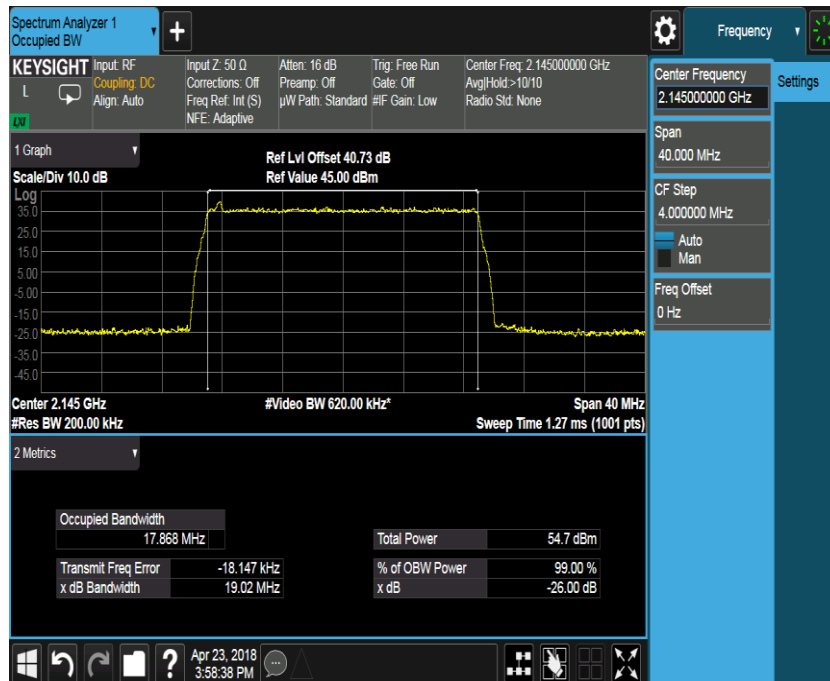 Spectrum Analyzer 1
Occupied BW
+
Frequency
KEYSIGHT
L
LXI
Input: RF
Coupling: DC
Align: Auto
Input Z: 50 Ω
Corrections: Off
Freq Ref: Int (S)
NFE: Adaptive
Atten: 16 dB
Preamp: Off
µW Path: Standard
Trig: Free Run
Gate: Off
#IF Gain: Low
Center Freq: 2.145000000 GHz
Avg|Hold:>10/10
Radio Std: None
1 Graph
Scale/Div 10.0 dB
Ref Lvl Offset 40.73 dB
Ref Value 45.00 dBm
Log
35.0
25.0
15.0
5.00
-5.00
-15.0
-25.0
-35.0
-45.0
Center 2.145 GHz
#Res BW 200.00 kHz
#Video BW 620.00 kHz*
Span 40 MHz
Sweep Time 1.27 ms (1001 pts)
2 Metrics
Occupied Bandwidth
17.868 MHz
Transmit Freq Error -18.147 kHz
x dB Bandwidth 19.02 MHz
Total Power 54.7 dBm
% of OBW Power 99.00 %
x dB -26.00 dB
Center Frequency
2.145000000 GHz
Settings
Span
40.000 MHz
CF Step
4.000000 MHz
Auto
Man
Freq Offset
0 Hz
?
Apr 23, 2018
3:58:38 PM